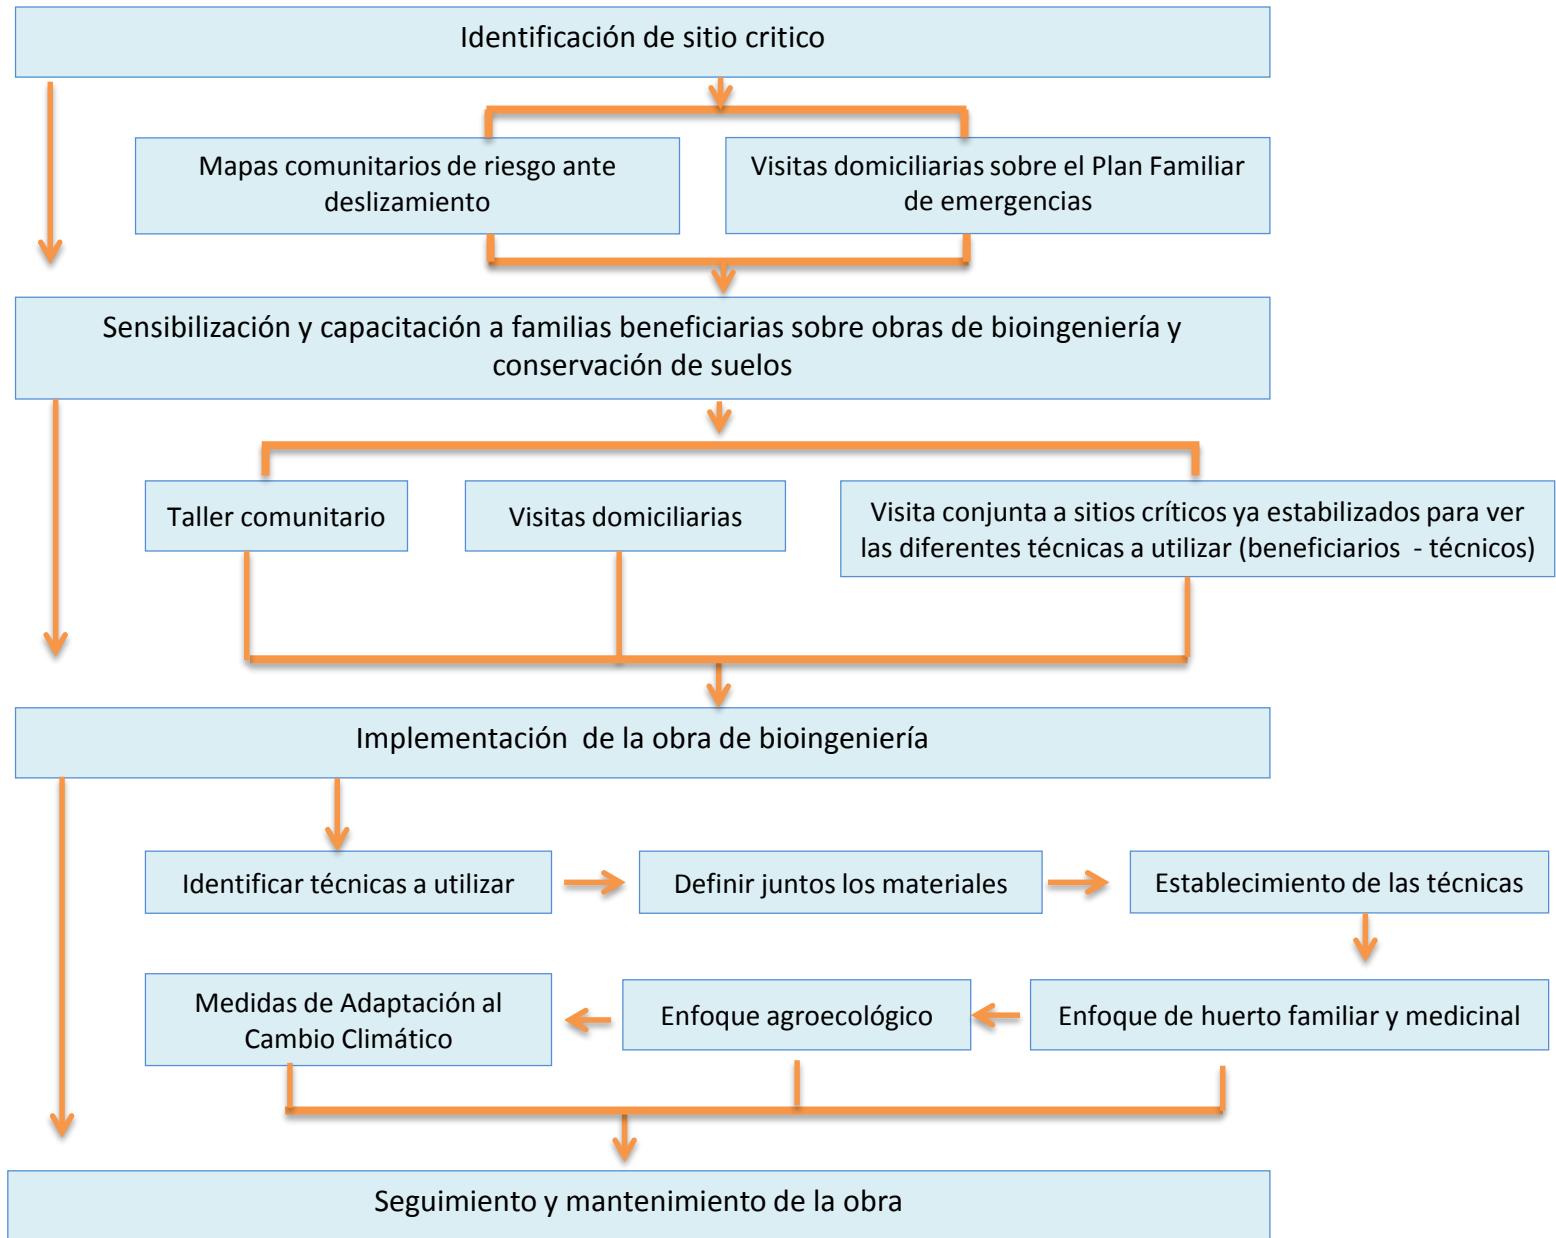 Identificación de sitio critico
Mapas comunitarios de riesgo ante
deslizamiento
Visitas domiciliarias sobre el Plan Familiar
de emergencias
Sensibilización y capacitación a familias beneficiarias sobre obras de bioingeniería y
conservación de suelos
Taller comunitario
Visitas domiciliarias
Visita conjunta a sitios críticos ya estabilizados para ver
las diferentes técnicas a utilizar (beneficiarios - técnicos)
Implementación de la obra de bioingeniería
Identificar técnicas a utilizar
Definir juntos los materiales
Establecimiento de las técnicas
Medidas de Adaptación al
Cambio Climático
Enfoque agroecológico
Enfoque de huerto familiar y medicinal
Seguimiento y mantenimiento de la obra